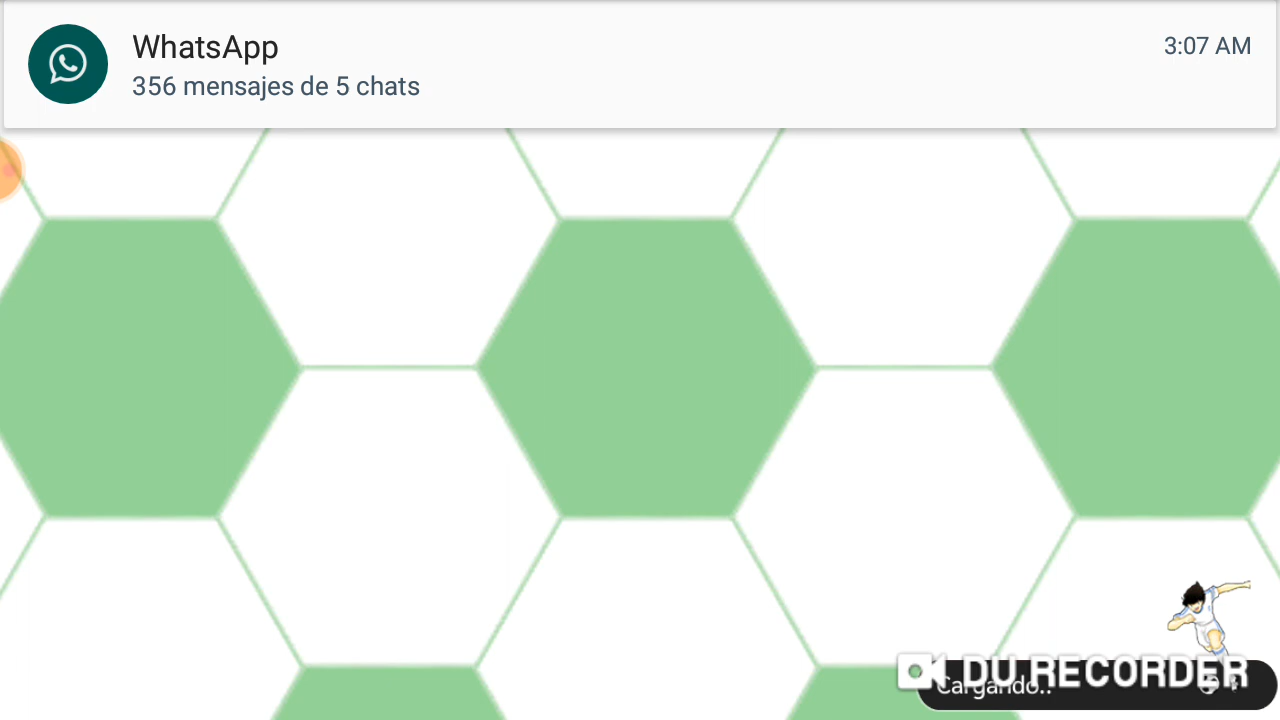 WhatsApp
3:07 AM
356 mensajes de 5 chats
DU RECORDER
Cargando..